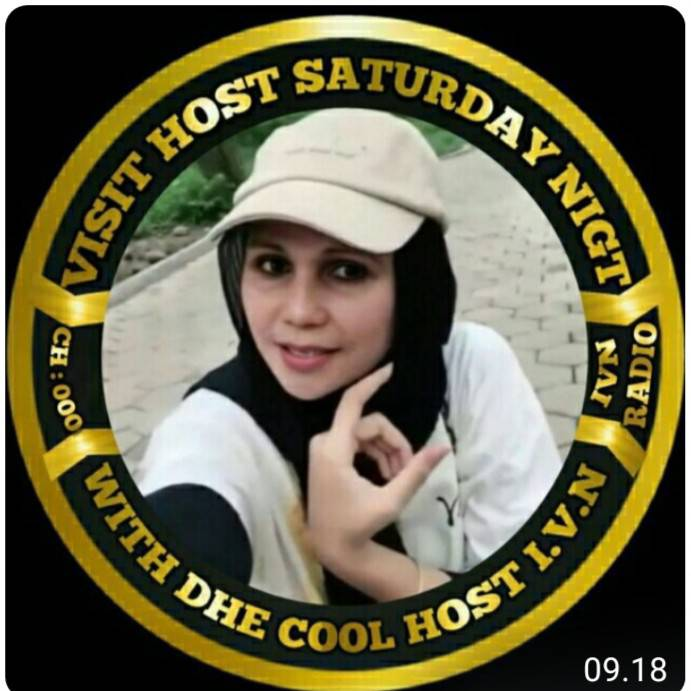 VISIT HOST SATURDAY NIGT
CH : 000
IVN
RADIO
WITH DHE COOL HOST I.V.N
09.18